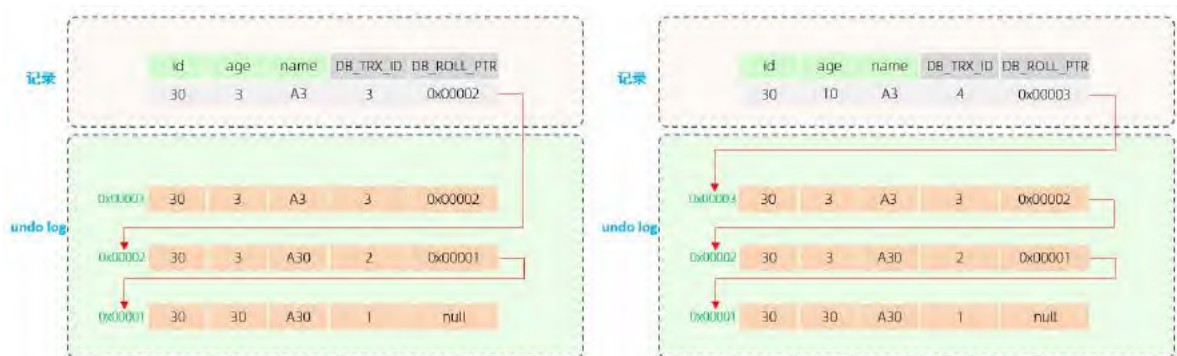 记录
id age name DB_TRX_ID DB_ROLL_PTR
30 3 A3 3 0x00002
undo log
0x00003 30 3 A3 3 0x00002
0x00002 30 3 A30 2 0x00001
0x00001 30 30 A30 1 null
记录
id age name DB_TRX_ID DB_ROLL_PTR
30 10 A3 4 0x00003
undo log
0x00003 30 3 A3 3 0x00002
0x00002 30 3 A30 2 0x00001
0x00001 30 30 A30 1 null